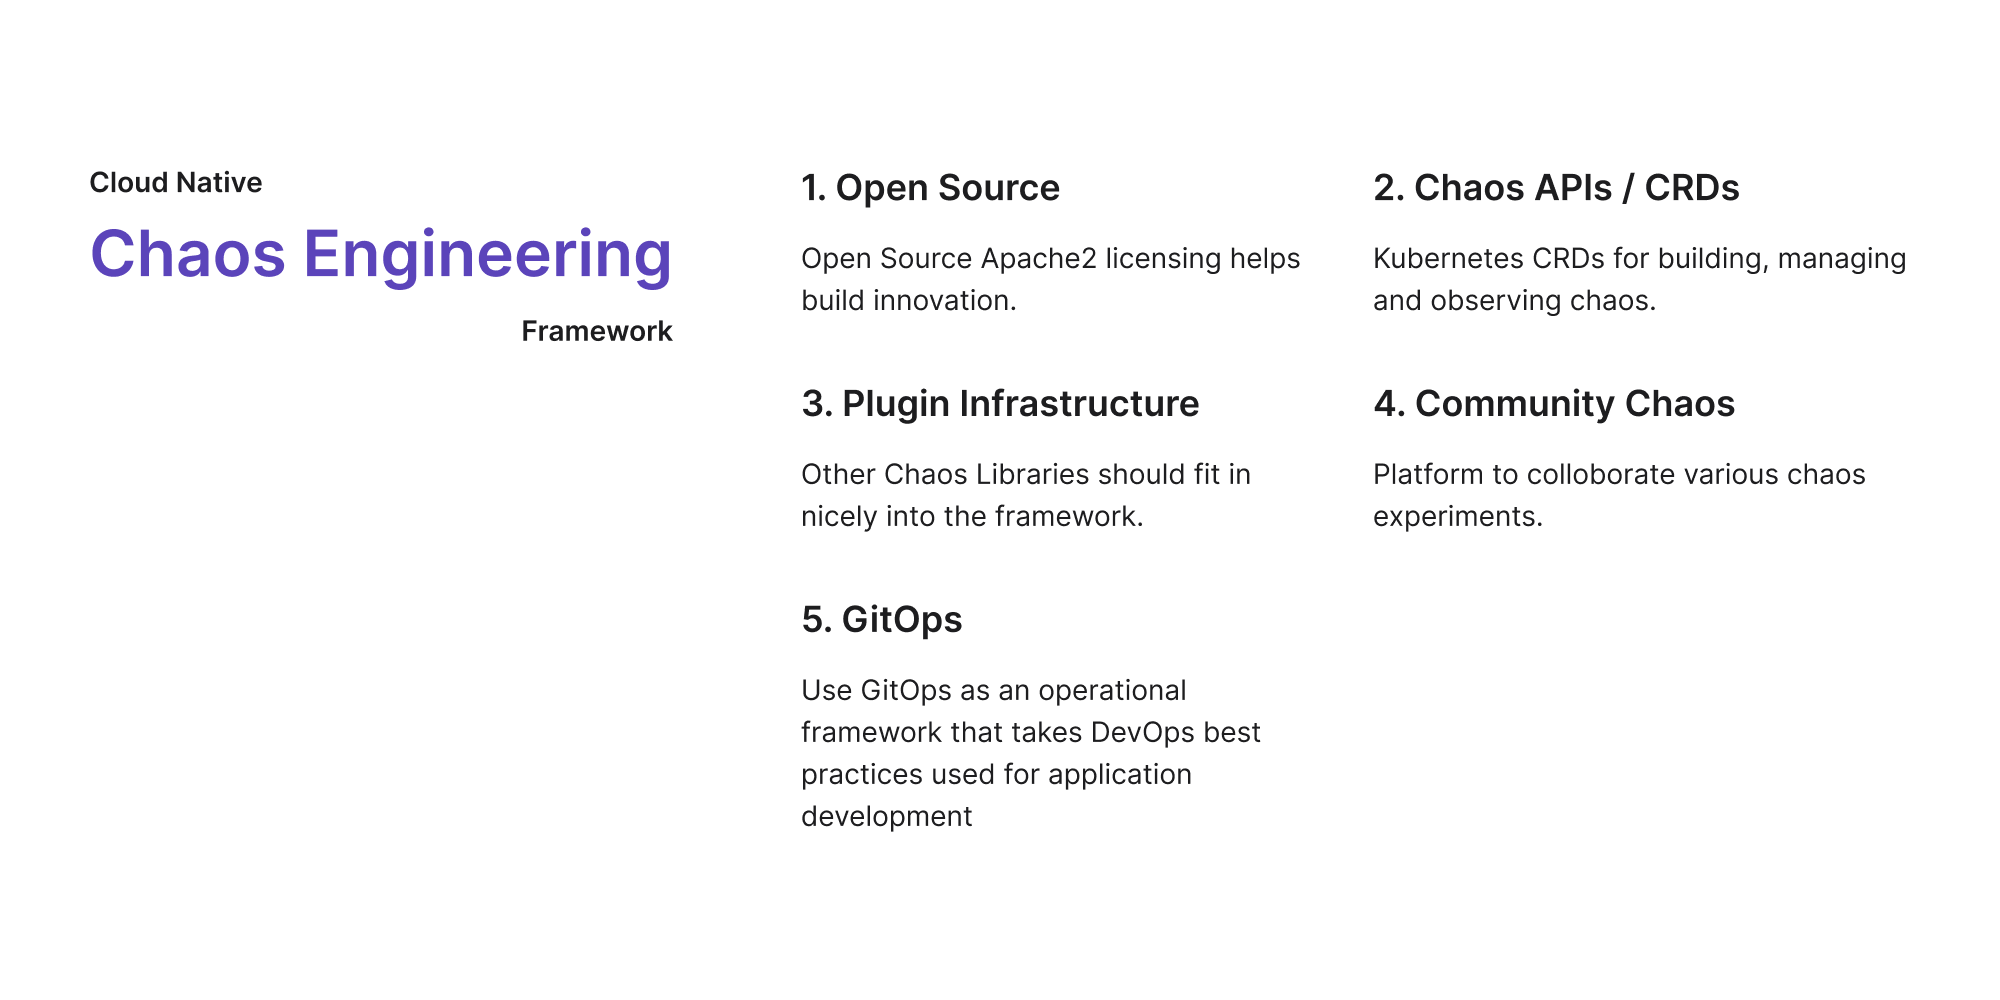 Cloud Native
Chaos Engineering
Framework
1. Open Source
Open Source Apache2 licensing helps
build innovation.
2. Chaos APIs / CRDs
Kubernetes CRDs for building, managing
and observing chaos.
3. Plugin Infrastructure
Other Chaos Libraries should fit in
nicely into the framework.
4. Community Chaos
Platform to colloborate various chaos
experiments.
5. GitOps
Use GitOps as an operational
framework that takes DevOps best
practices used for application
development